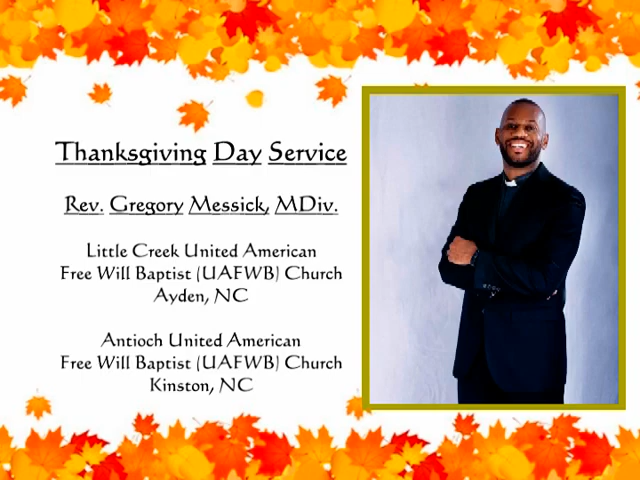 Thanksgiving Day Service
Rev. Gregory Messick, MDiv.
Little Creek United American
Free Will Baptist (UAFWB) Church
Ayden, NC
Antioch United American
Free Will Baptist (UAFWB) Church
Kinston, NC